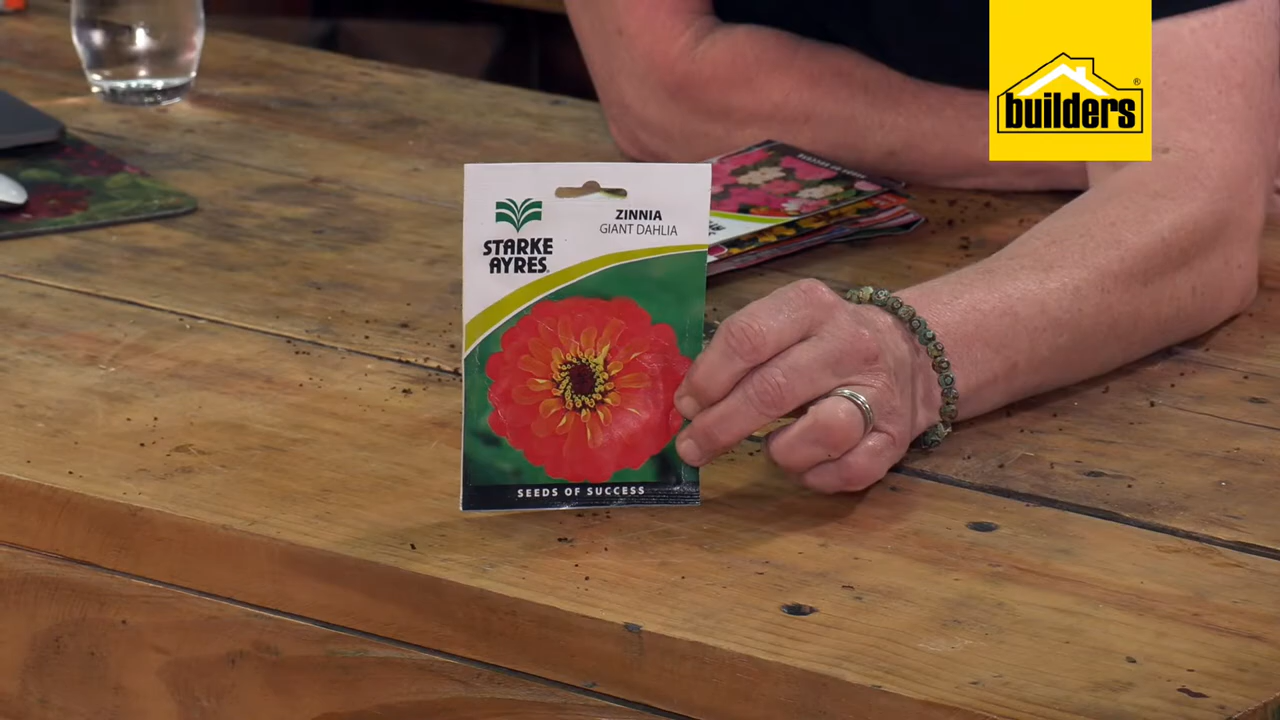 builders®
ZINNIA
GIANT DAHLIA
STARKE
AYRES®
SEEDS OF SUCCESS